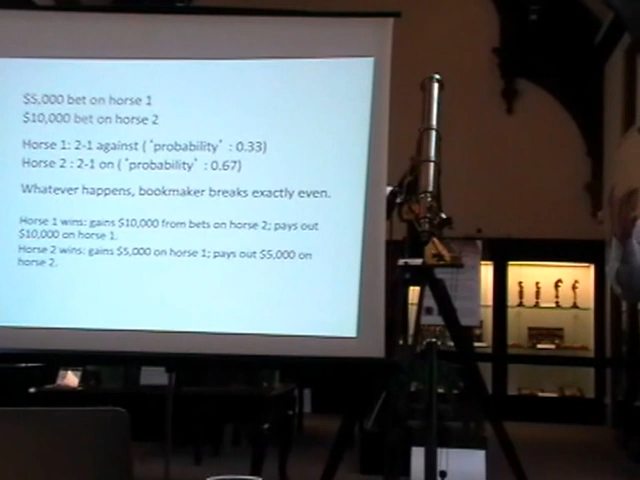 $5,000 bet on horse 1
$10,000 bet on horse 2
Horse 1: 2-1 against ( ‘probability’ : 0.33)
Horse 2 : 2-1 on ( ‘probability’ : 0.67)
Whatever happens, bookmaker breaks exactly even.
Horse 1 wins: gains $10,000 from bets on horse 2; pays out
$10,000 on horse 1.
Horse 2 wins: gains $5,000 on horse 1; pays out $5,000 on
horse 2.